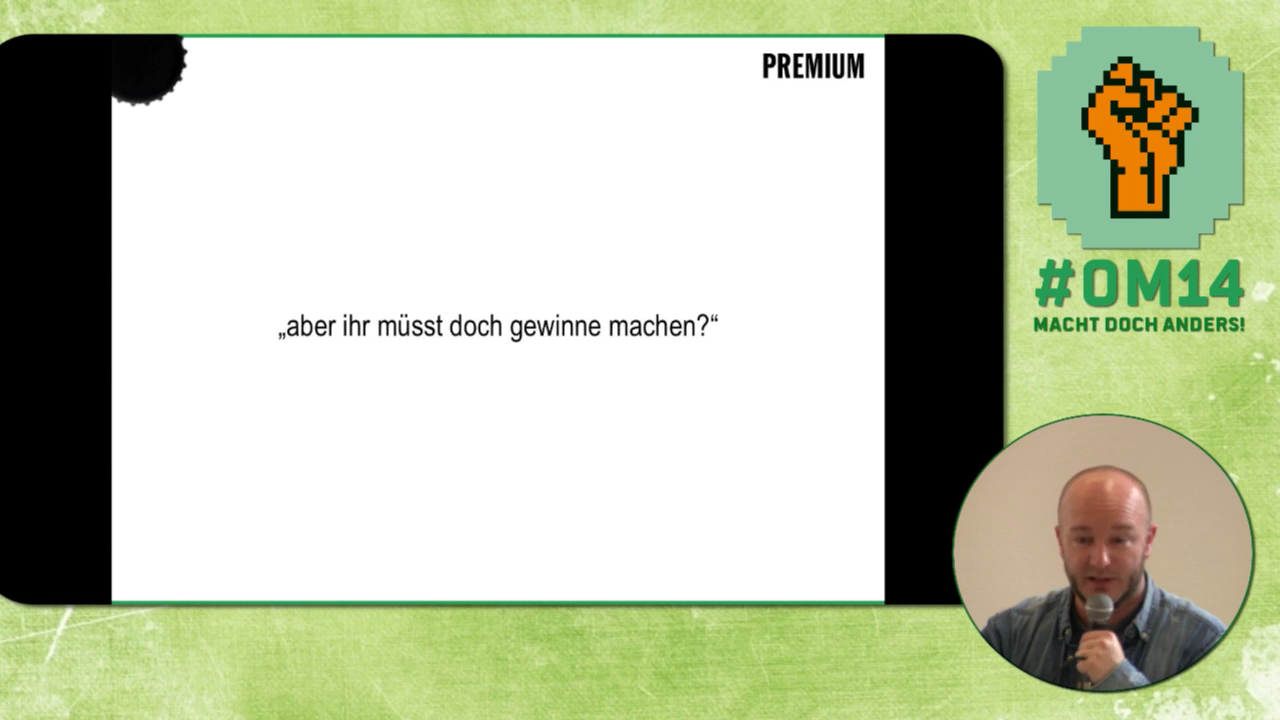 PREMIUM
„aber ihr müsst doch gewinne machen?“
#OM14
MACHT DOCH ANDERS!